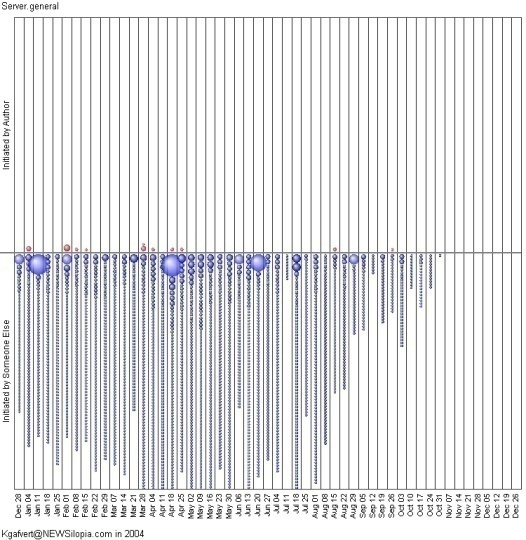 Server.general
Initiated by Author
Initiated by Someone Else
Dec 28
Jan 04
Jan 11
Jan 18
Jan 25
Feb 01
Feb 08
Feb 15
Feb 22
Feb 29
Mar 07
Mar 14
Mar 21
Mar 28
Apr 04
Apr 11
Apr 18
Apr 25
May 02
May 09
May 16
May 23
May 30
Jun 06
Jun 13
Jun 20
Jun 27
Jul 04
Jul 11
Jul 18
Jul 25
Aug 01
Aug 08
Aug 15
Aug 22
Aug 29
Sep 05
Sep 12
Sep 19
Sep 26
Oct 03
Oct 10
Oct 17
Oct 24
Oct 31
Nov 07
Nov 14
Nov 21
Nov 28
Dec 05
Dec 12
Dec 19
Dec 26
Kgafvert@NEWSilopia.com in 2004